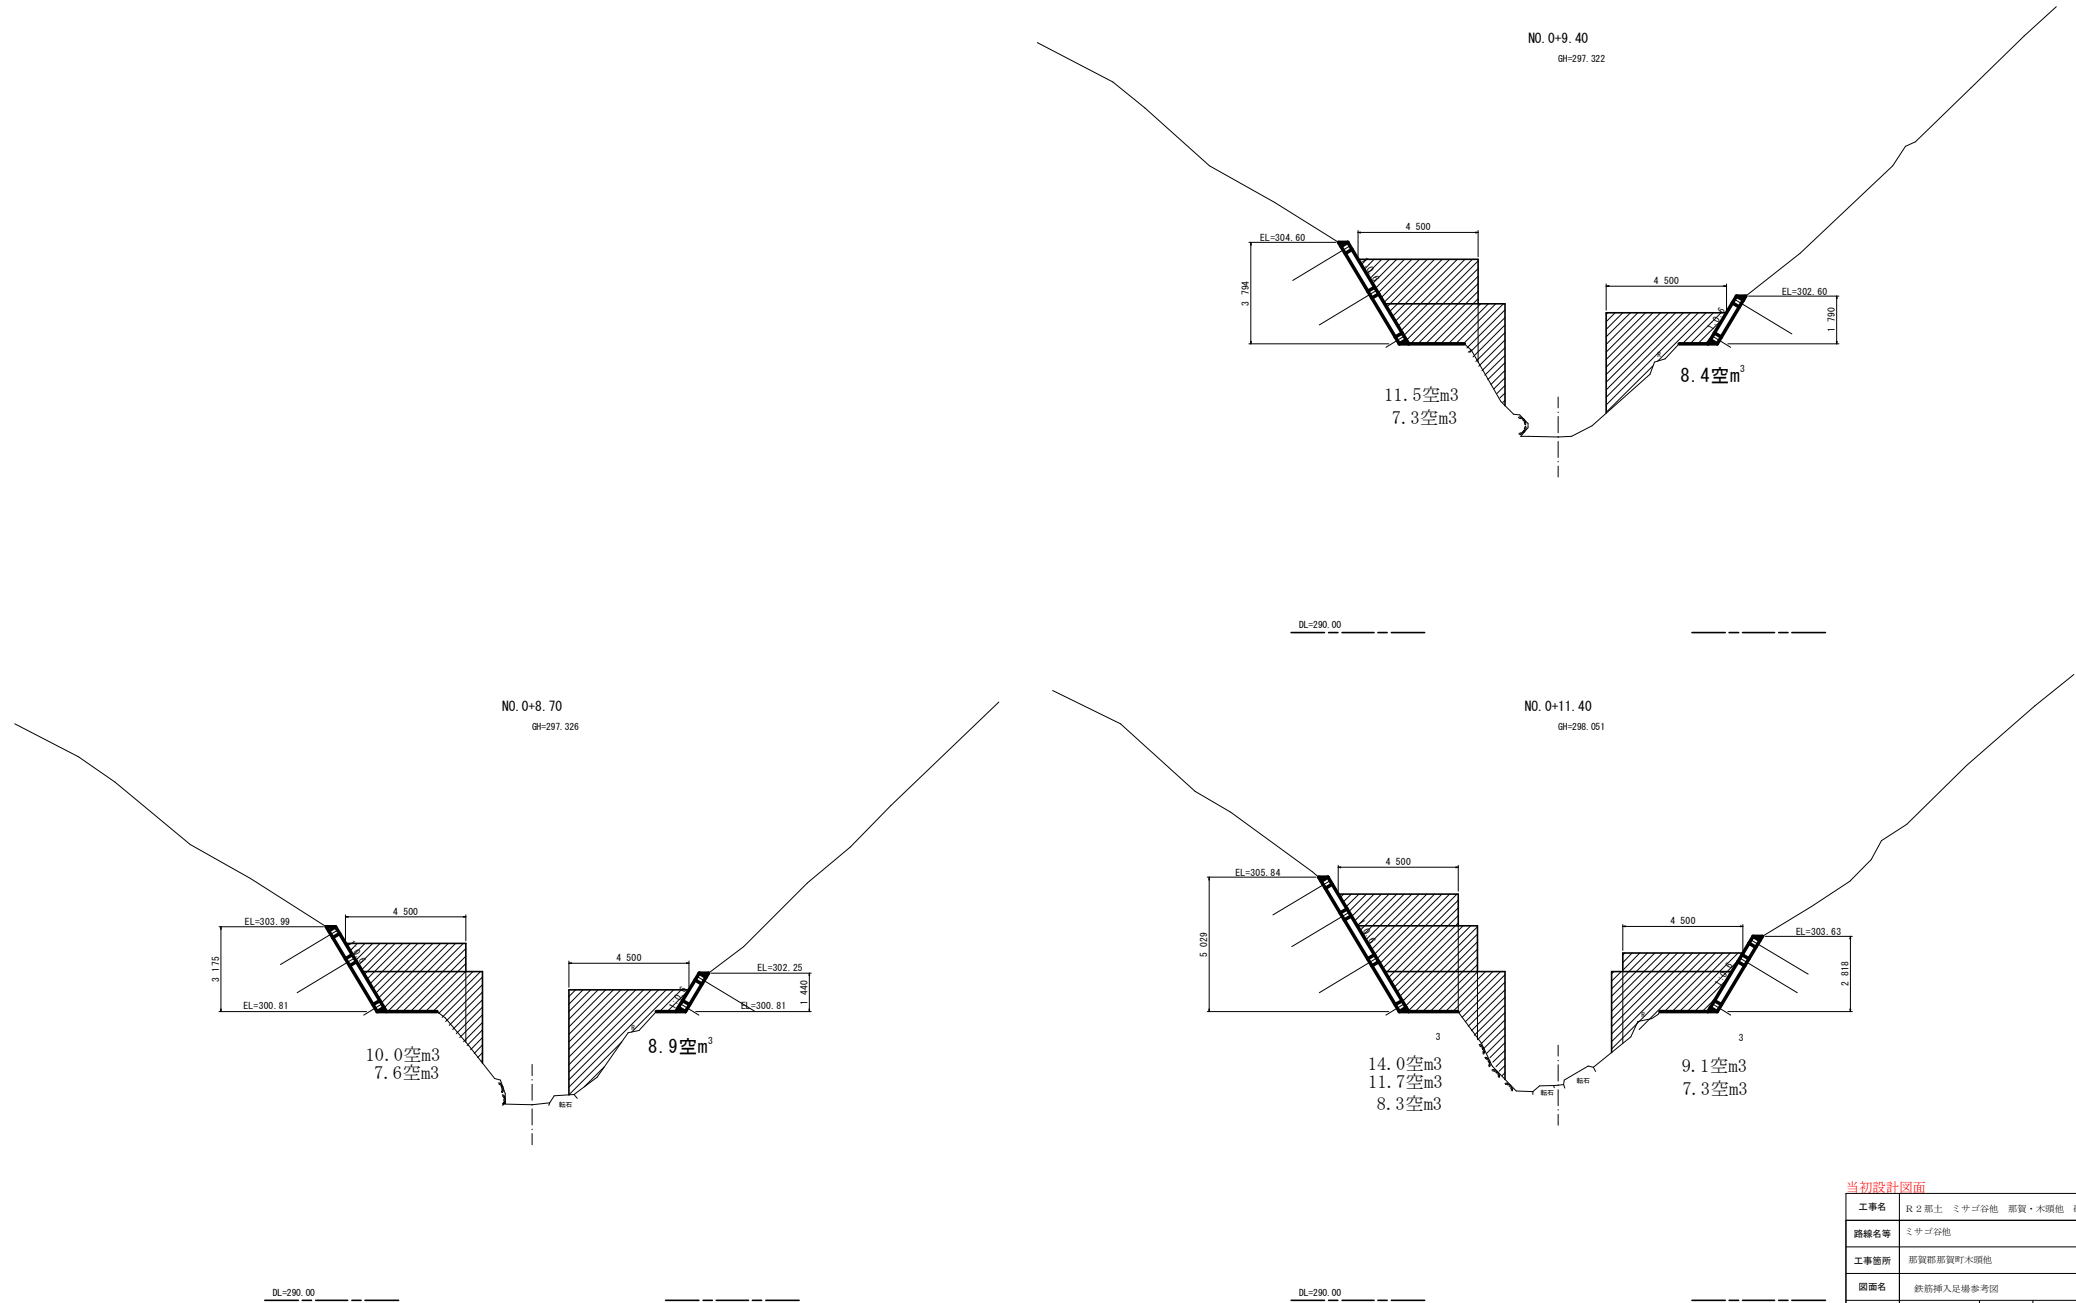 NO.0+9.40
GH=297.322
4 500
EL=304.60
3 794
4 500
EL=302.60
1 790
1:0.6
8.4空m³
11.5空m3
7.3空m3
DL=290.00
NO.0+8.70
GH=297.326
4 500
EL=303.99
3 175
EL=300.81
4 500
EL=302.25
1 440
EL=300.81
8.9空m³
10.0空m3
7.6空m3
転石
DL=290.00
NO.0+11.40
GH=298.051
4 500
EL=305.84
5 029
4 500
EL=303.63
2 818
1:0.6
3
3
14.0空m3
11.7空m3
8.3空m3
9.1空m3
7.3空m3
転石
転石
DL=290.00
当初設計図面
工事名 R2那土 ミサゴ谷他 那賀・木頭他
路線名等 ミサゴ谷他
工事箇所 那賀郡那賀町木頭他
図面名 鉄筋挿入足場参考図